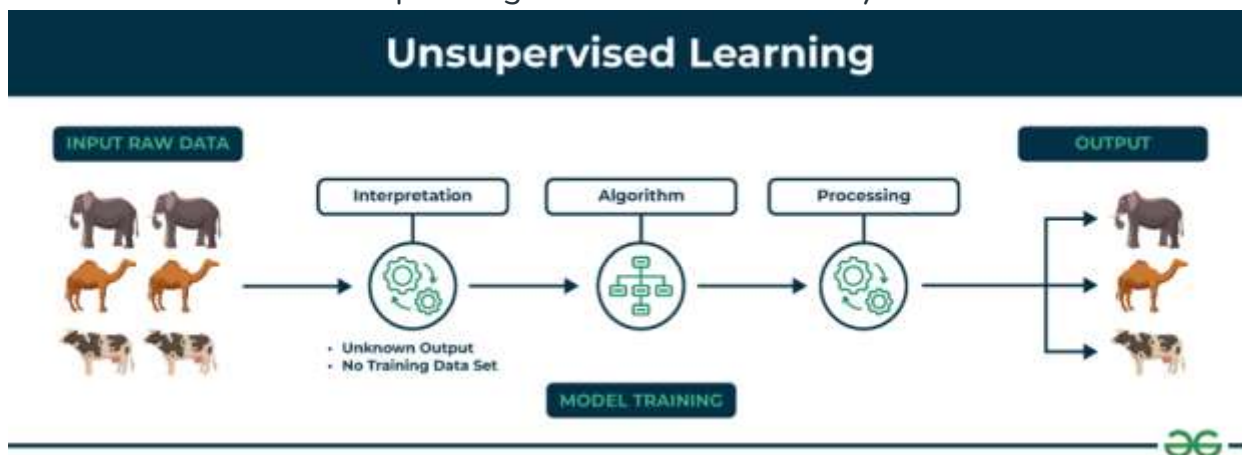 Unsupervised Learning
INPUT RAW DATA
OUTPUT
Interpretation
Algorithm
Processing
• Unknown Output
• No Training Data Set
MODEL TRAINING